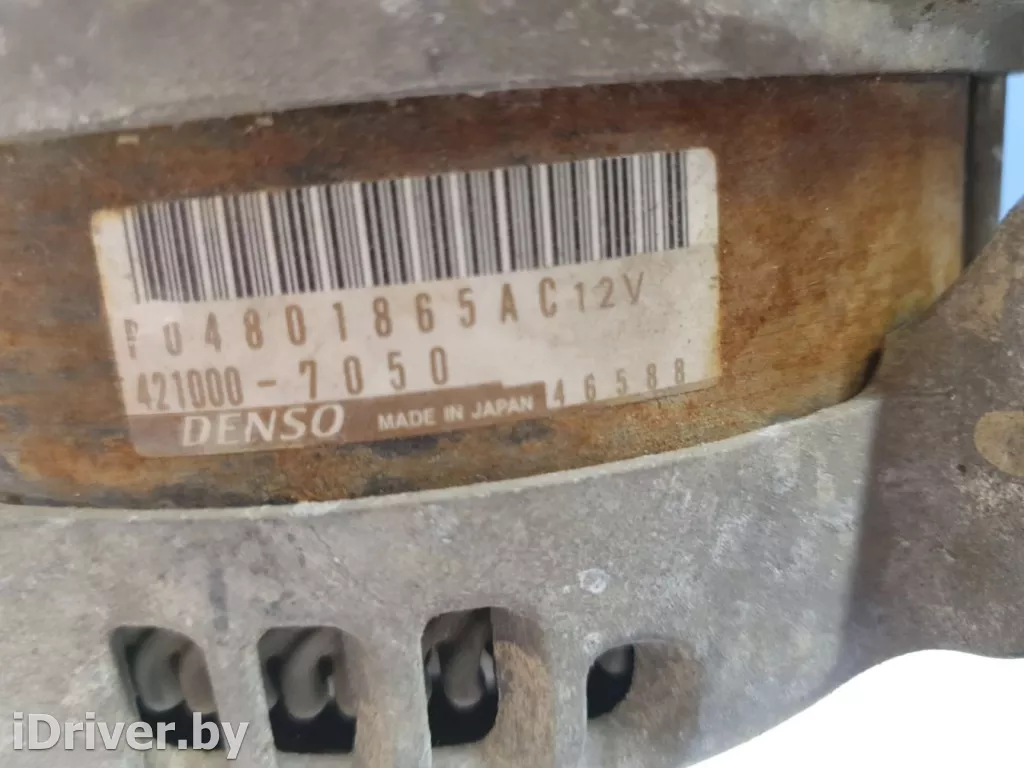 P04801865AC 12V
421000-7050 46588
DENSO MADE IN JAPAN
iDriver.by